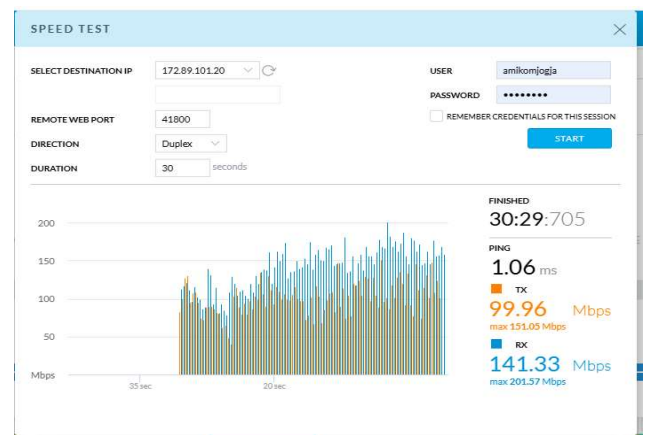 SPEED TEST
SELECT DESTINATION IP 172.89.101.20
USER amikomjogja
PASSWORD ••••••••
REMOTE WEB PORT 41800
REMEMBER CREDENTIALS FOR THIS SESSION
DIRECTION Duplex
START
DURATION 30 seconds
FINISHED
30:29:705
PING
1.06 ms
TX
99.96 Mbps
max 151.05 Mbps
RX
141.33 Mbps
max 201.57 Mbps
200
150
100
50
Mbps
35 sec 20 sec